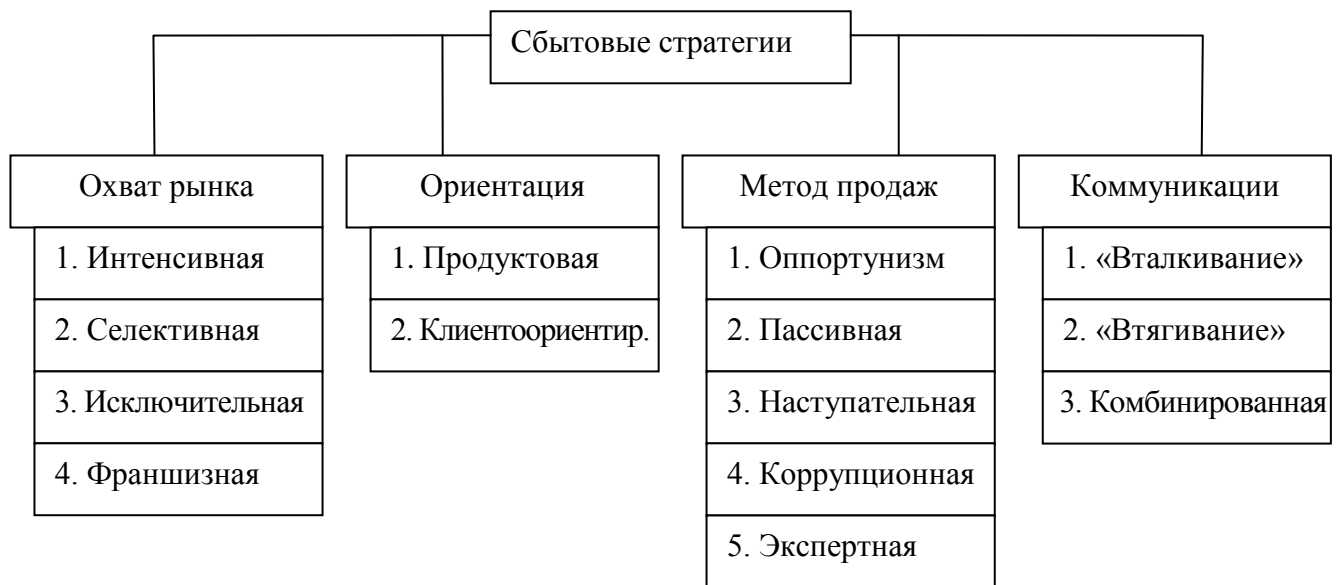 Сбытовые стратегии
Охват рынка
1. Интенсивная
2. Селективная
3. Исключительная
4. Франшизная
Ориентация
1. Продуктовая
2. Клиентоориентир.
Метод продаж
1. Оппортунизм
2. Пассивная
3. Наступательная
4. Коррупционная
5. Экспертная
Коммуникации
1. «Вталкивание»
2. «Втягивание»
3. Комбинированная